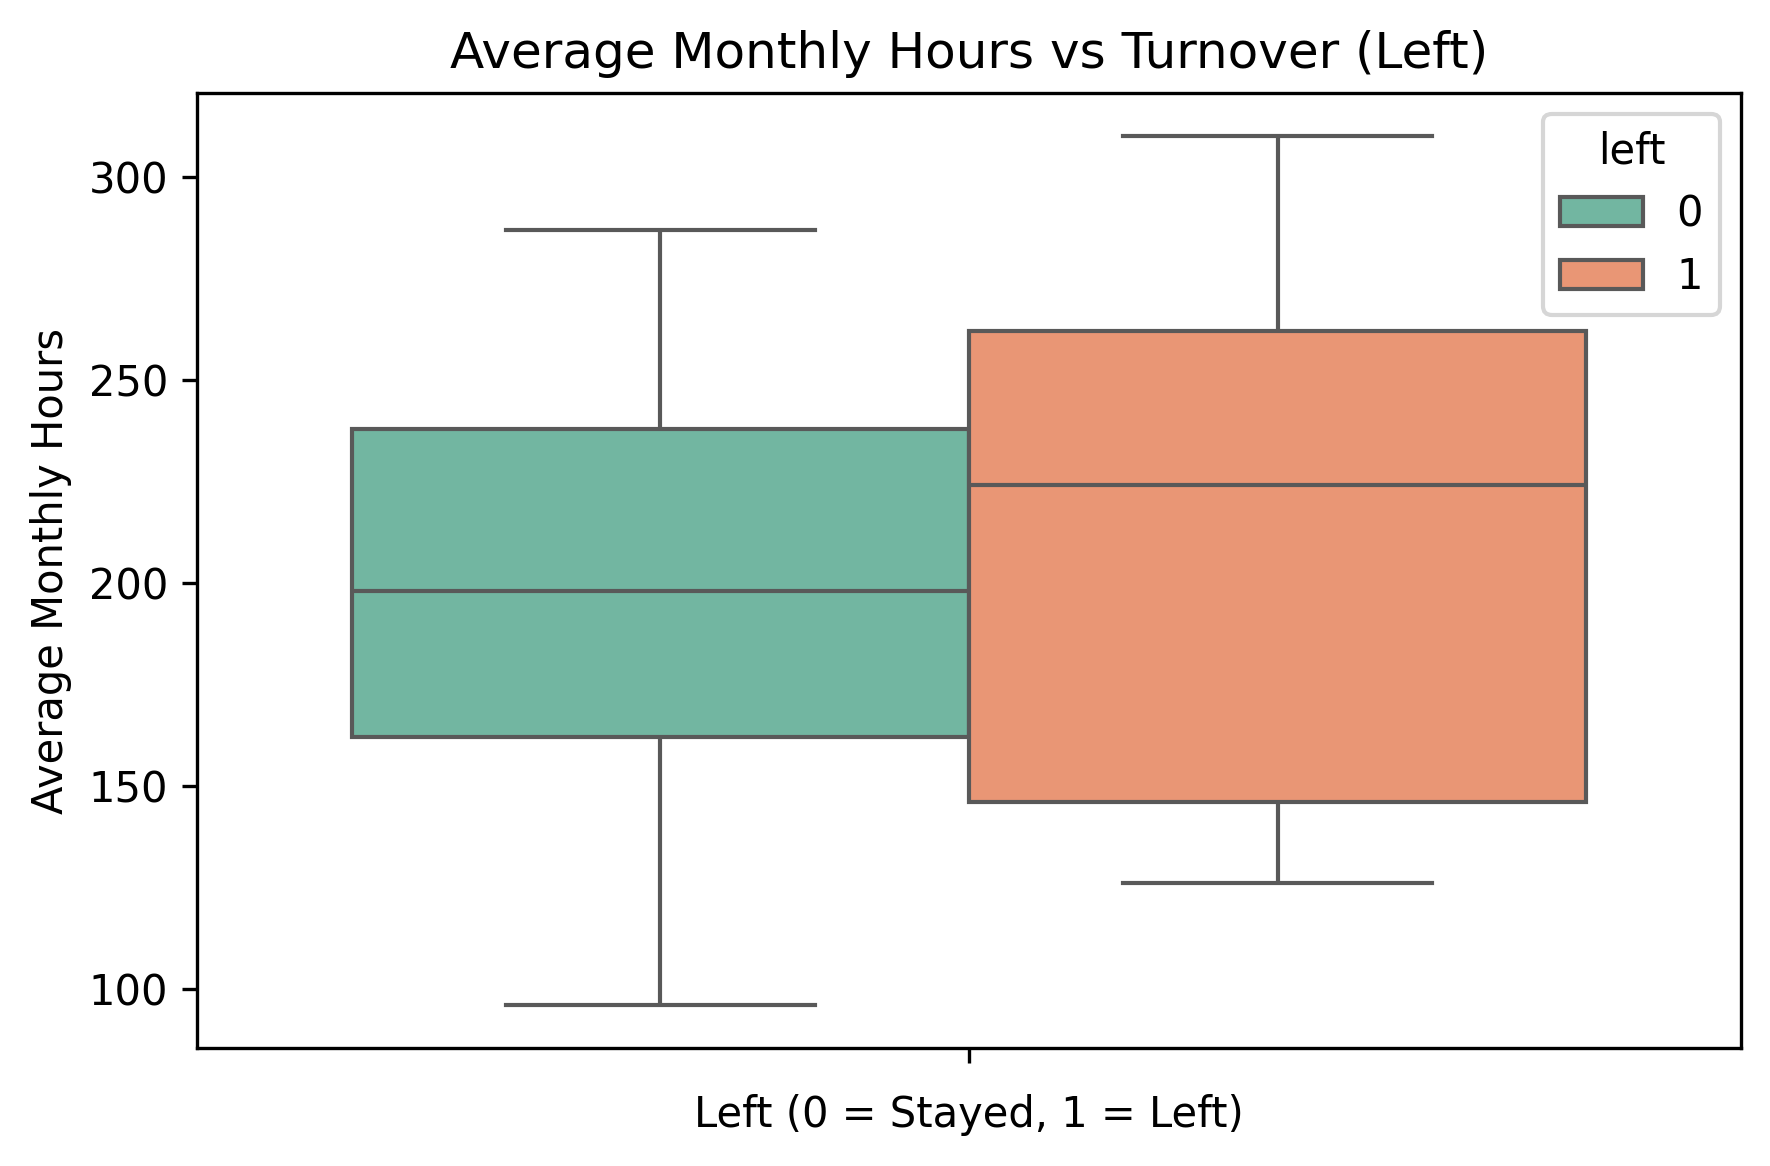 Average Monthly Hours vs Turnover (Left)
left
0
1
300
250
200
150
100
Average Monthly Hours
Left (0 = Stayed, 1 = Left)